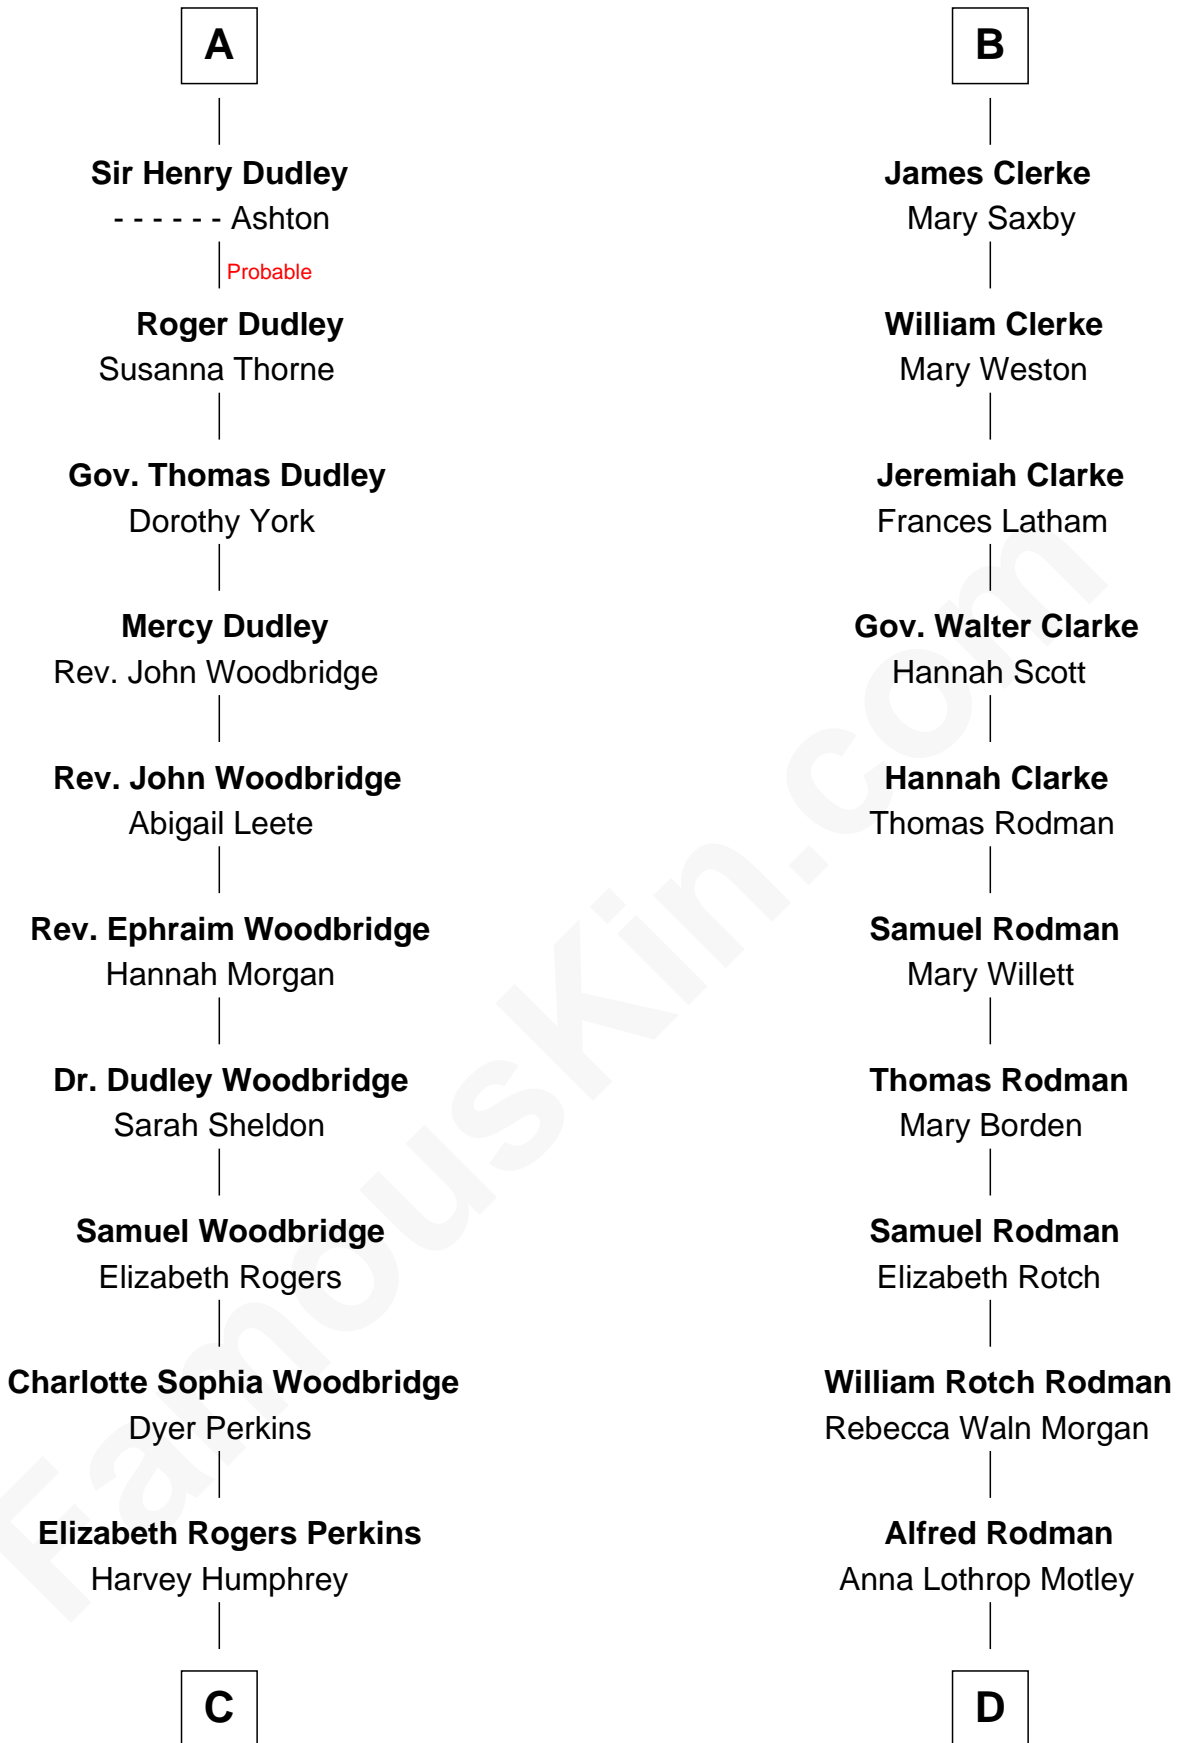 A
Sir Henry Dudley
- - - - - - Ashton
Probable
Roger Dudley
Susanna Thorne
Gov. Thomas Dudley
Dorothy York
Mercy Dudley
Rev. John Woodbridge
Rev. John Woodbridge
Abigail Leete
Rev. Ephraim Woodbridge
Hannah Morgan
Dr. Dudley Woodbridge
Sarah Sheldon
Samuel Woodbridge
Elizabeth Rogers
Charlotte Sophia Woodbridge
Dyer Perkins
Elizabeth Rogers Perkins
Harvey Humphrey
C
B
James Clerke
Mary Saxby
William Clerke
Mary Weston
Jeremiah Clarke
Frances Latham
Gov. Walter Clarke
Hannah Scott
Hannah Clarke
Thomas Rodman
Samuel Rodman
Mary Willett
Thomas Rodman
Mary Borden
Samuel Rodman
Elizabeth Rotch
William Rotch Rodman
Rebecca Waln Morgan
Alfred Rodman
Anna Lothrop Motley
D
FamousKin.com